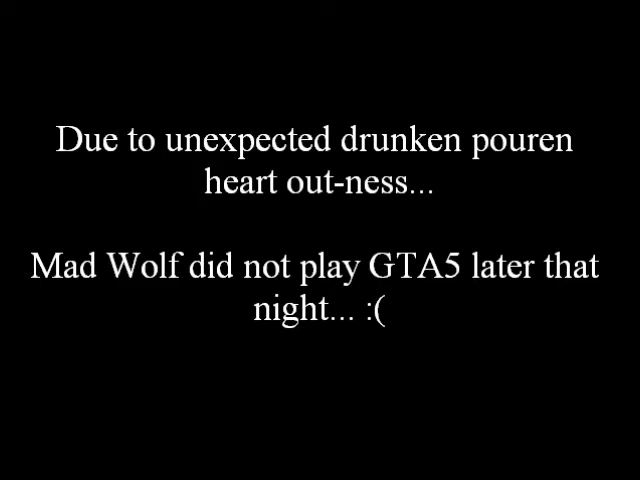 Due to unexpected drunken pouren
heart out-ness...
Mad Wolf did not play GTA5 later that
night... :(